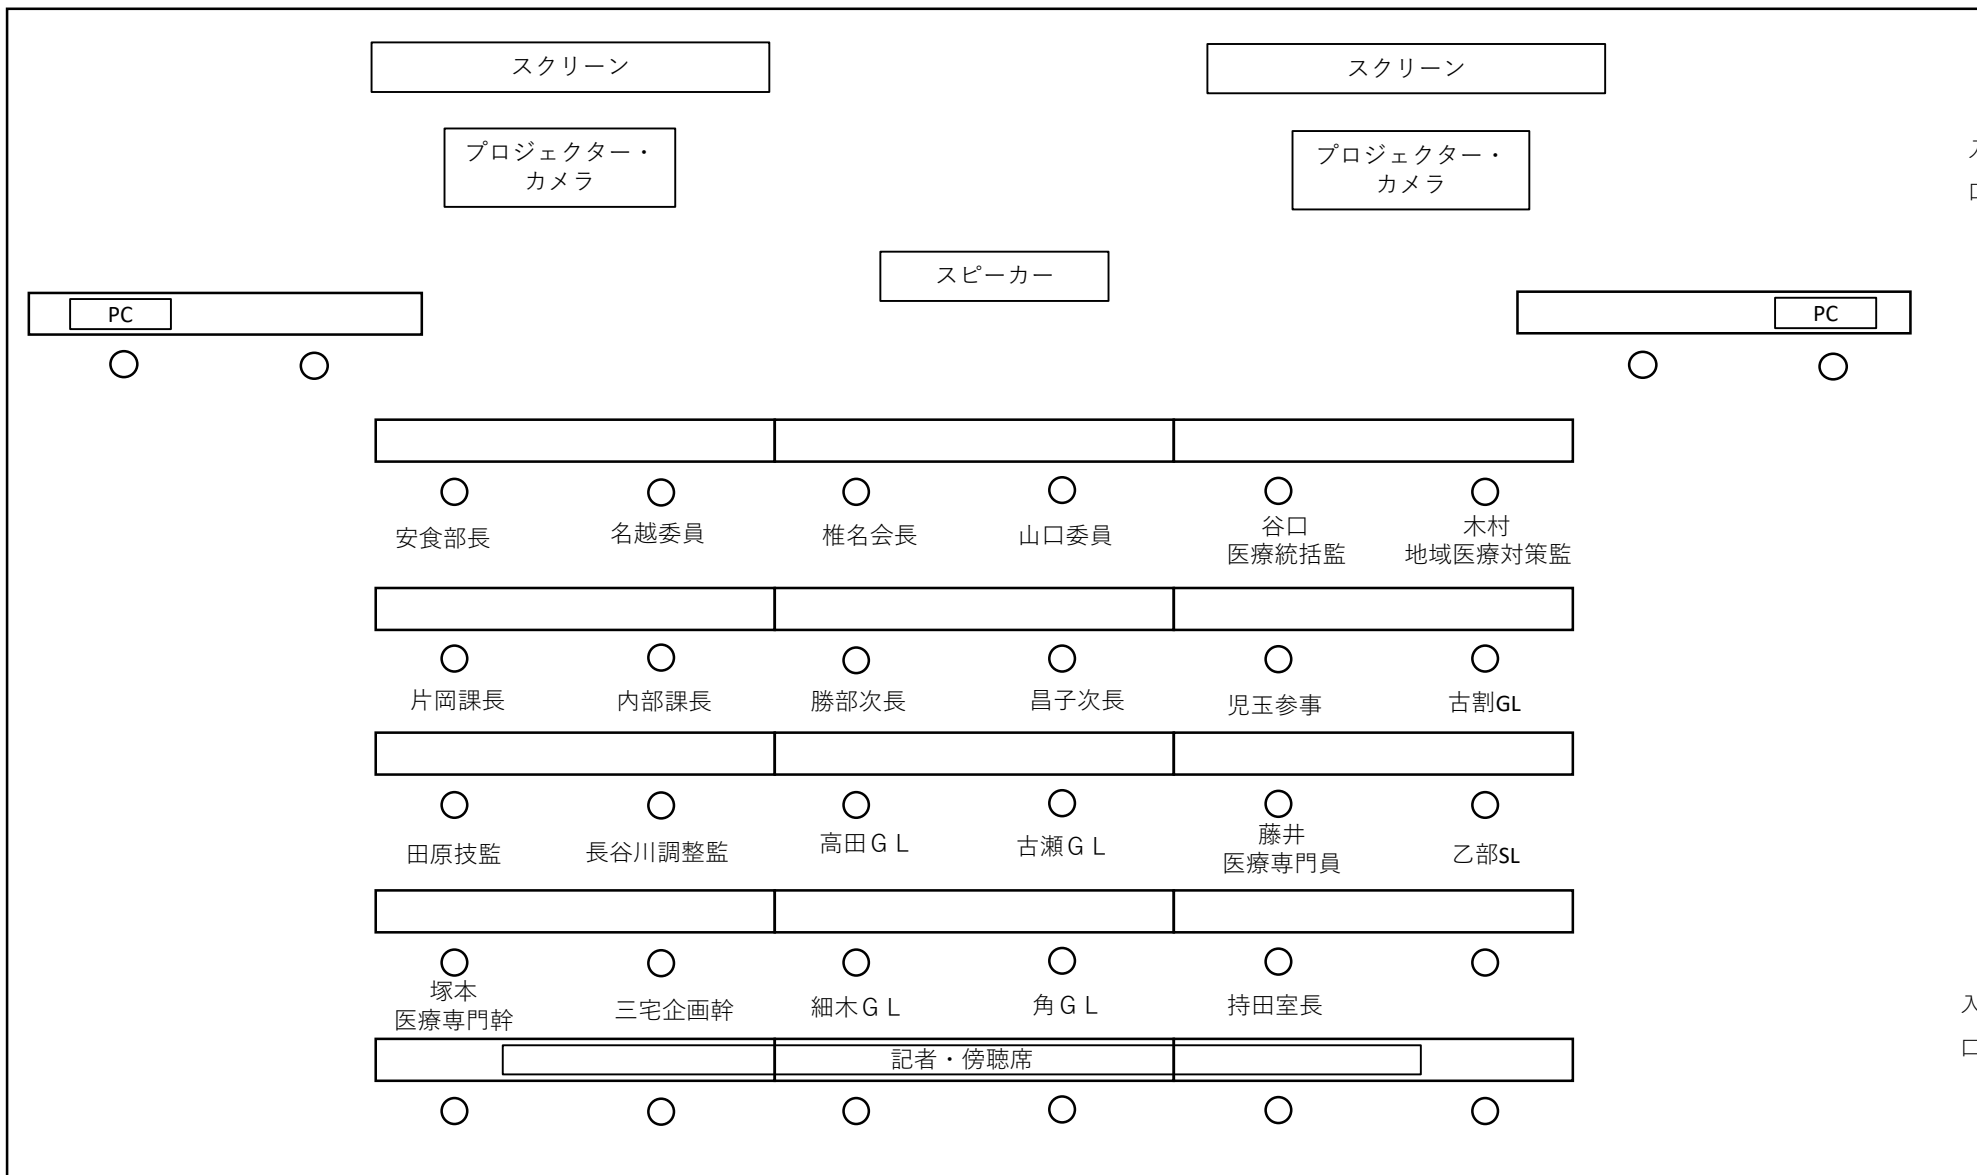 スクリーン
スクリーン
プロジェクター・
カメラ
プロジェクター・
カメラ
入
口
スピーカー
PC
PC
安食部長
名越委員
椎名会長
山口委員
谷口
医療統括監
木村
地域医療対策監
片岡課長
内部課長
勝部次長
昌子次長
児玉参事
古割GL
田原技監
長谷川調整監
高田ＧＬ
古瀬ＧＬ
藤井
医療専門員
乙部SL
塚本
医療専門幹
三宅企画幹
細木ＧＬ
角ＧＬ
持田室長
入
口
記者・傍聴席